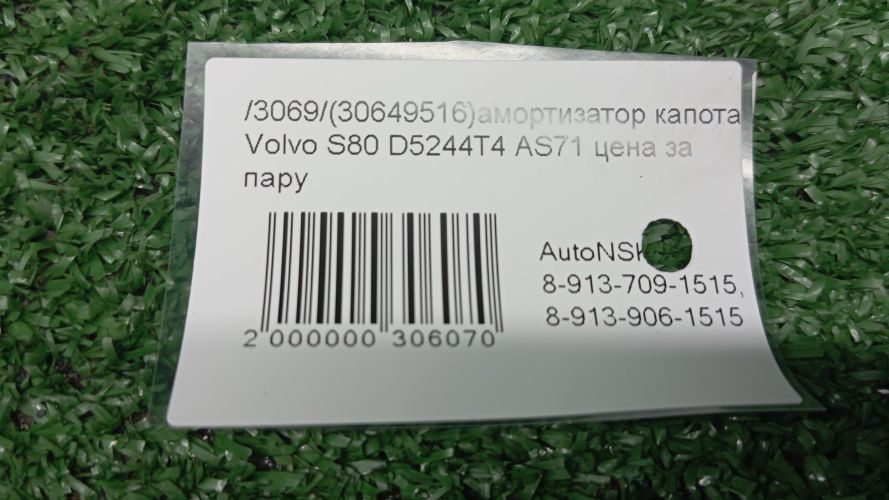 /3069/(30649516)амортизатор капота
Volvo S80 D5244T4 AS71 цена за
пару
AutoNSK
8-913-709-1515,
8-913-906-1515
2 000000 306070